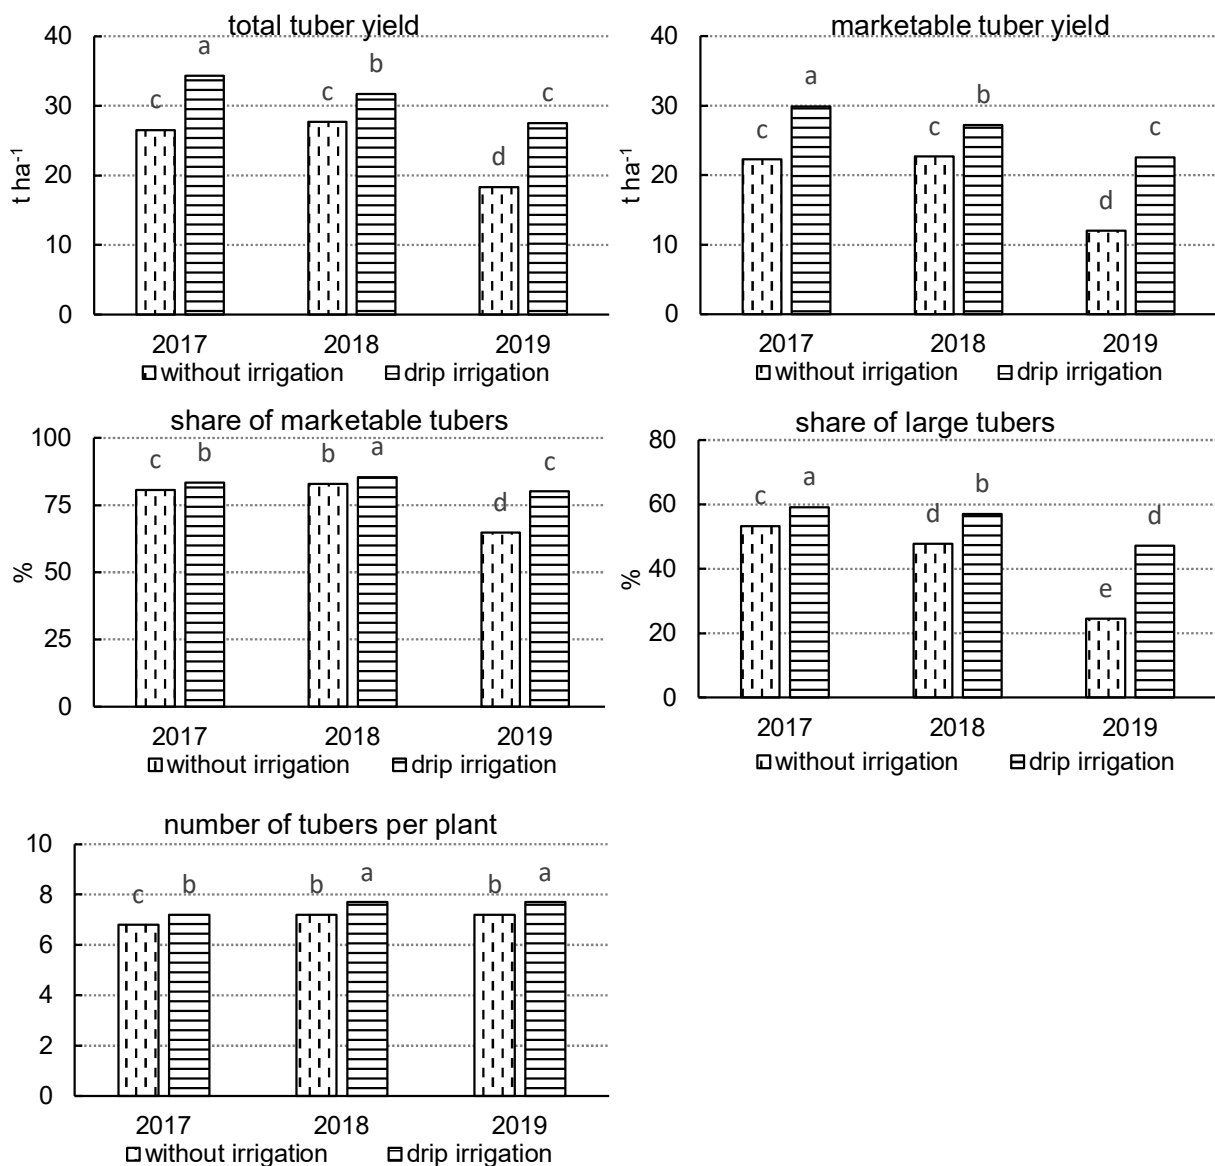 total tuber yield
40
30
20
10
0
t ha⁻¹
c a c b d c
2017 2018 2019
without irrigation drip irrigation
marketable tuber yield
40
30
20
10
0
t ha⁻¹
c a c b d c
2017 2018 2019
without irrigation drip irrigation
share of marketable tubers
100
75
50
25
0
%
c b b a d c
2017 2018 2019
without irrigation drip irrigation
share of large tubers
80
60
40
20
0
%
c a d b e d
2017 2018 2019
without irrigation drip irrigation
number of tubers per plant
10
8
6
4
2
0
c b b a b a
2017 2018 2019
without irrigation drip irrigation